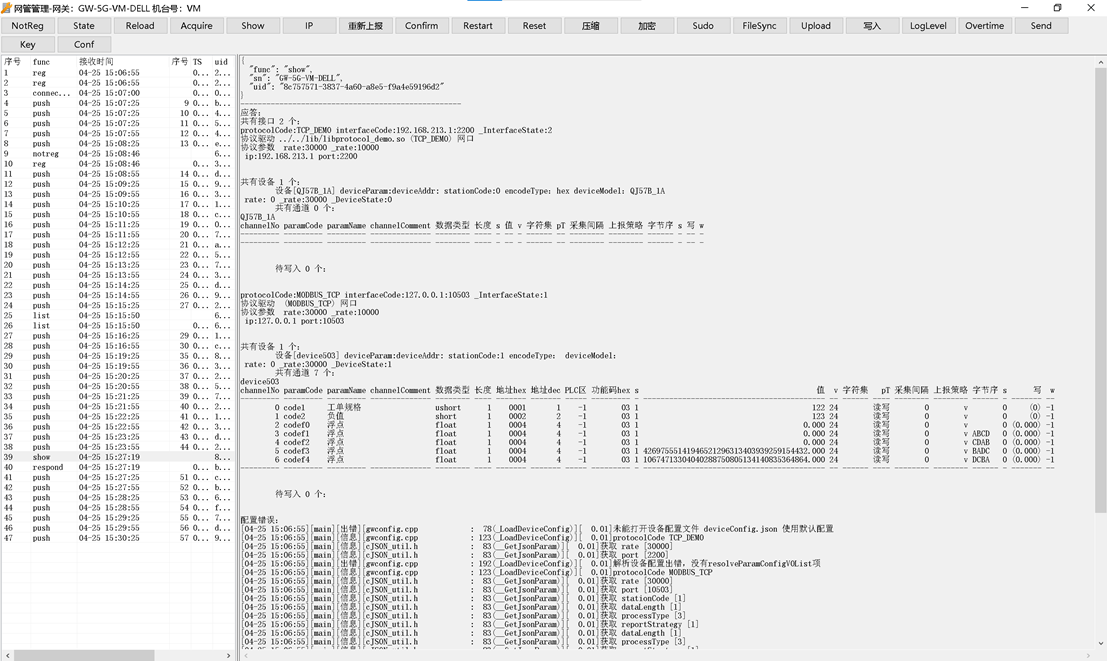 网管管理-网关: GW-5G-VM-DELL 机台号: VM
NotReg State Reload Acquire Show IP 重新上报 Confirm Restart Reset 压缩 加密 Sudo FileSync Upload 写入 LogLevel Overtime Send
Key Conf
序号 func 接收时间 序号 TS uid
1 reg 04-25 15:06:55 0... 2...
2 reg 04-25 15:06:55 0... 2...
3 connec... 04-25 15:07:00 0... 0...
4 push 04-25 15:07:25 9 0... b...
5 push 04-25 15:07:25 10 0... 4...
6 push 04-25 15:07:25 11 0... 5...
7 push 04-25 15:07:55 12 0... 4...
8 push 04-25 15:08:25 13 0... e...
9 notreg 04-25 15:08:46 6...
10 reg 04-25 15:08:46 0... 3...
11 push 04-25 15:08:55 14 0... d...
12 push 04-25 15:09:25 15 0... 9...
13 push 04-25 15:09:55 16 0... 3...
14 push 04-25 15:10:25 17 0... 1...
15 push 04-25 15:10:55 18 0... c...
16 push 04-25 15:11:25 19 0... 0...
17 push 04-25 15:11:55 20 0... 7...
18 push 04-25 15:12:25 21 0... a...
19 push 04-25 15:12:55 22 0... 5...
20 push 04-25 15:13:25 23 0... 7...
21 push 04-25 15:13:55 24 0... 3...
22 push 04-25 15:14:25 25 0... d...
23 push 04-25 15:14:55 26 0... 9...
24 push 04-25 15:15:25 27 0... 2...
25 list 04-25 15:15:50 6...
26 list 04-25 15:15:50 0... 6...
27 push 04-25 15:16:25 29 0... 1...
28 push 04-25 15:16:55 30 0... c...
29 push 04-25 15:19:25 35 0... 8...
30 push 04-25 15:19:55 36 0... 3...
31 push 04-25 15:20:25 37 0... 2...
32 push 04-25 15:20:55 38 0... 5...
33 push 04-25 15:21:25 39 0... 7...
34 push 04-25 15:21:55 40 0... 2...
35 push 04-25 15:22:25 41 0... 1...
36 push 04-25 15:22:55 42 0... 3...
37 push 04-25 15:23:25 43 0... d...
38 push 04-25 15:23:55 44 0... 2...
39 show 04-25 15:27:19 8...
40 respond 04-25 15:27:19 0... b...
41 push 04-25 15:27:25 51 0... c...
42 push 04-25 15:27:55 52 0... b...
43 push 04-25 15:28:25 53 0... 6...
44 push 04-25 15:28:55 54 0... f...
45 push 04-25 15:29:25 55 0... 7...
46 push 04-25 15:29:55 56 0... d...
47 push 04-25 15:30:25 57 0... 9...
{
"func": "show",
"sn": "GW-5G-VM-DELL",
"uid": "8c757571-3837-4a60-a8e5-f9a4e59196d2"
}
应答:
共有接口 2 个:
protocolCode:TCP_DEMO interfaceCode:192.168.213.1:2200 _InterfaceState:2
协议驱动 ../../lib/libprotocol_demo.so (TCP_DEMO) 网口
协议参数 rate:30000 _rate:10000
ip:192.168.213.1 port:2200
共有设备 1 个:
设备[QJ57B_1A] deviceParam:deviceAddr: stationCode:0 encodeType: hex deviceModel: QJ57B_1A
rate: 0 _rate:30000 _DeviceState:0
共有通道 0 个:
QJ57B_1A
channelNo paramCode paramName channelComment 数据类型 长度 s 值 v 字符集 pT 采集间隔 上报策略 字节序 s 写 w
待写入 0 个:
protocolCode:MODBUS_TCP interfaceCode:127.0.0.1:10503 _InterfaceState:1
协议驱动 (MODBUS_TCP) 网口
协议参数 rate:30000 _rate:10000
ip:127.0.0.1 port:10503
共有设备 1 个:
设备[device503] deviceParam:deviceAddr: stationCode:1 encodeType: deviceModel:
rate: 0 _rate:30000 _DeviceState:1
共有通道 7 个:
device503
channelNo paramCode paramName channelComment 数据类型 长度 地址hex 地址dec PLC区 功能码hex s 值 v 字符集 pT 采集间隔 上报策略 字节序 s 写 w
0 code1 工单规格 ushort 1 0001 1 -1 03 1 122 24 读写 0 v 0 (0) -1
1 code2 负值 short 1 0002 2 -1 03 1 123 24 读写 0 v 0 (0) -1
2 codef0 浮点 float 1 0004 4 -1 03 1 0.000 24 读写 0 v 0 (0.000) -1
3 codef1 浮点 float 1 0004 4 -1 03 1 0.000 24 读写 0 v ABCD 0 (0.000) -1
4 codef2 浮点 float 1 0004 4 -1 03 1 0.000 24 读写 0 v CDAB 0 (0.000) -1
5 codef3 浮点 float 1 0004 4 -1 03 1 42697555141946521296313403939259154432.000 24 读写 0 v BADC 0 (0.000) -1
6 codef4 浮点 float 1 0004 4 -1 03 1 10674713304040288750805134140835364864.000 24 读写 0 v DCBA 0 (0.000) -1
待写入 0 个:
配置错误:
[04-25 15:06:55][main][出错][gwconfig.cpp : 78(_LoadDeviceConfig)][ 0.01]未能打开设备配置文件 deviceConfig.json 使用默认配置
[04-25 15:06:55][main][信息][gwconfig.cpp : 123(_LoadDeviceConfig)][ 0.01]protocolCode TCP_DEMO
[04-25 15:06:55][main][信息][cJSON_util.h : 83(__GetJsonParam)][ 0.01]获取 rate [30000]
[04-25 15:06:55][main][信息][cJSON_util.h : 83(__GetJsonParam)][ 0.01]获取 port [2200]
[04-25 15:06:55][main][出错][gwconfig.cpp : 192(_LoadDeviceConfig)][ 0.01]解析设备配置出错，没有resolveParamConfigVOList项
[04-25 15:06:55][main][信息][gwconfig.cpp : 123(_LoadDeviceConfig)][ 0.01]protocolCode MODBUS_TCP
[04-25 15:06:55][main][信息][cJSON_util.h : 83(__GetJsonParam)][ 0.01]获取 rate [30000]
[04-25 15:06:55][main][信息][cJSON_util.h : 83(__GetJsonParam)][ 0.01]获取 port [10503]
[04-25 15:06:55][main][信息][cJSON_util.h : 83(__GetJsonParam)][ 0.01]获取 stationCode [1]
[04-25 15:06:55][main][信息][cJSON_util.h : 83(__GetJsonParam)][ 0.01]获取 dataLength [1]
[04-25 15:06:55][main][信息][cJSON_util.h : 83(__GetJsonParam)][ 0.01]获取 processType [3]
[04-25 15:06:55][main][信息][cJSON_util.h : 83(__GetJsonParam)][ 0.01]获取 reportStrategy [1]
[04-25 15:06:55][main][信息][cJSON_util.h : 83(__GetJsonParam)][ 0.01]获取 dataLength [1]
[04-25 15:06:55][main][信息][cJSON_util.h : 83(__GetJsonParam)][ 0.01]获取 processType [3]